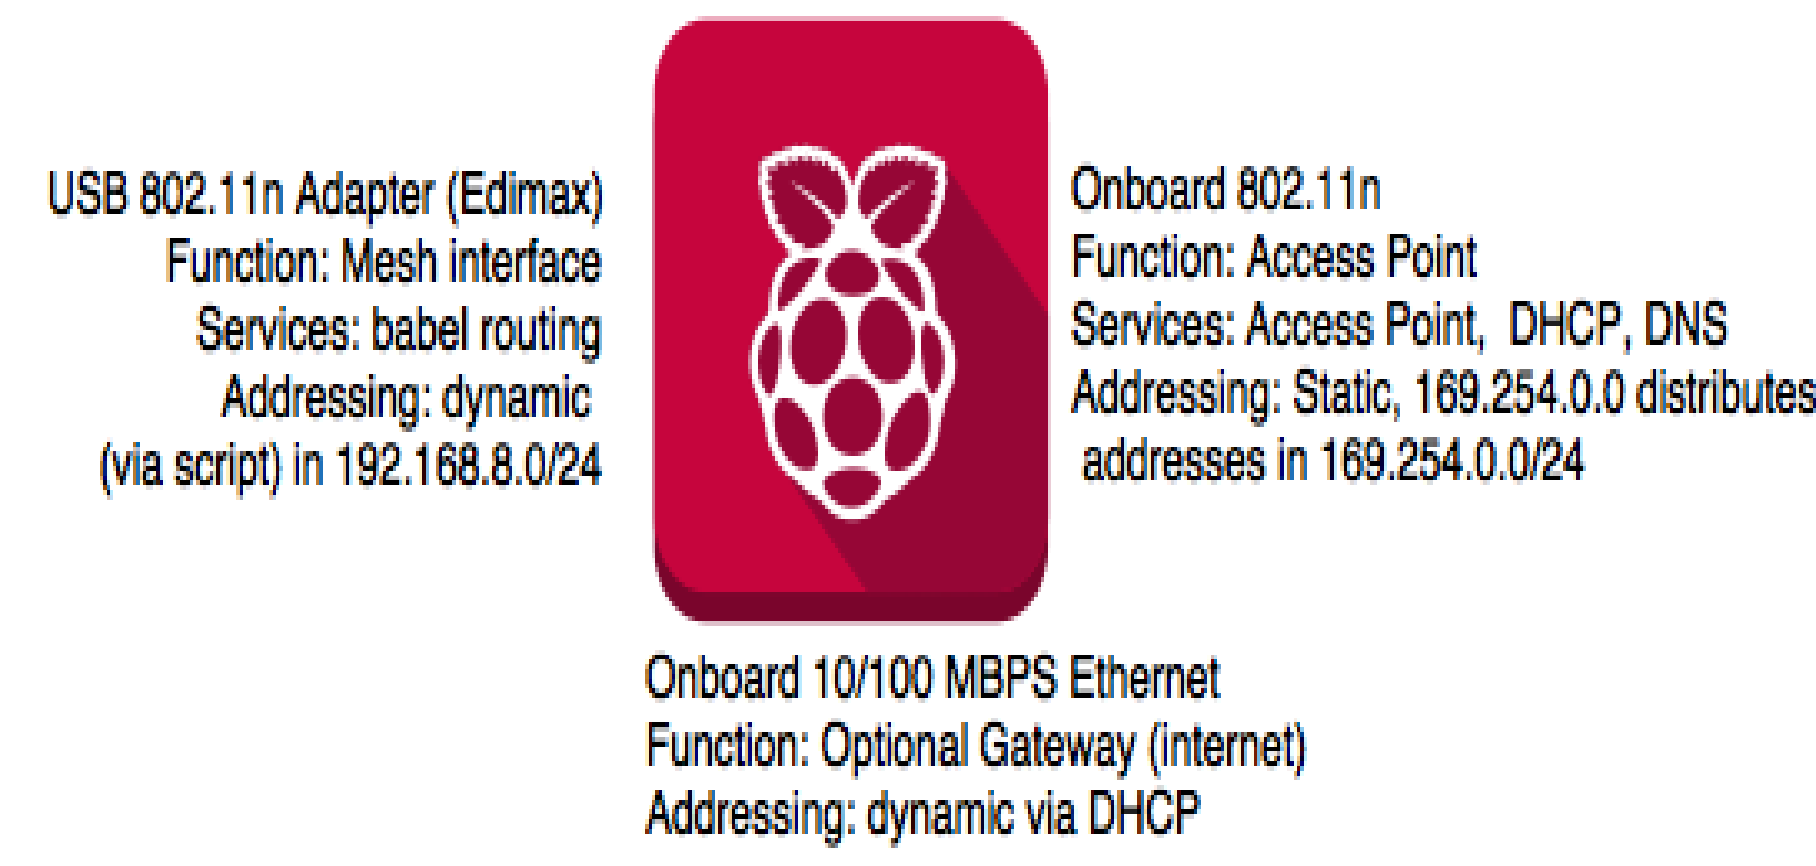 USB 802.11n Adapter (Edimax)
Function: Mesh interface
Services: babel routing
Addressing: dynamic
(via script) in 192.168.8.0/24
Onboard 802.11n
Function: Access Point
Services: Access Point, DHCP, DNS
Addressing: Static, 169.254.0.0 distributes
addresses in 169.254.0.0/24
Onboard 10/100 MBPS Ethernet
Function: Optional Gateway (internet)
Addressing: dynamic via DHCP